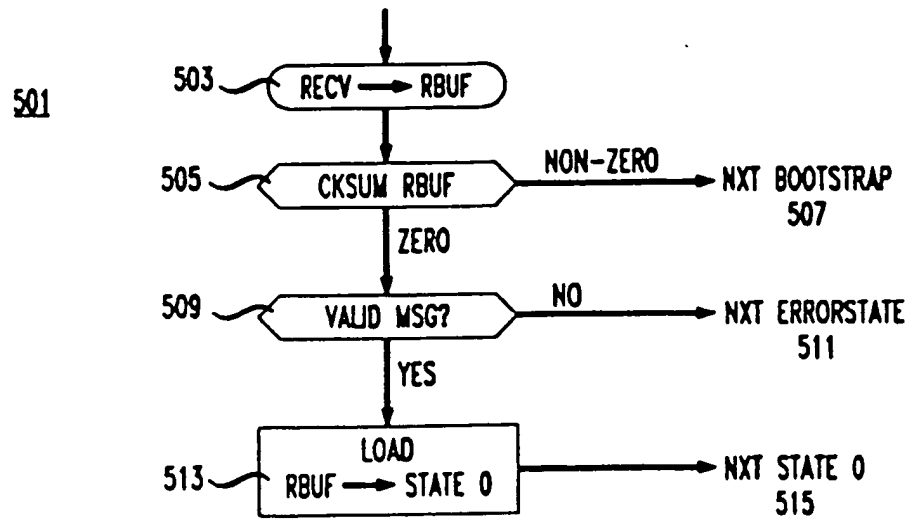 501
503
RECV → RBUF
505
CKSUM RBUF
NON-ZERO
NXT BOOTSTRAP
507
ZERO
509
VALID MSG?
NO
NXT ERRORSTATE
511
YES
513
LOAD
RBUF → STATE 0
NXT STATE 0
515